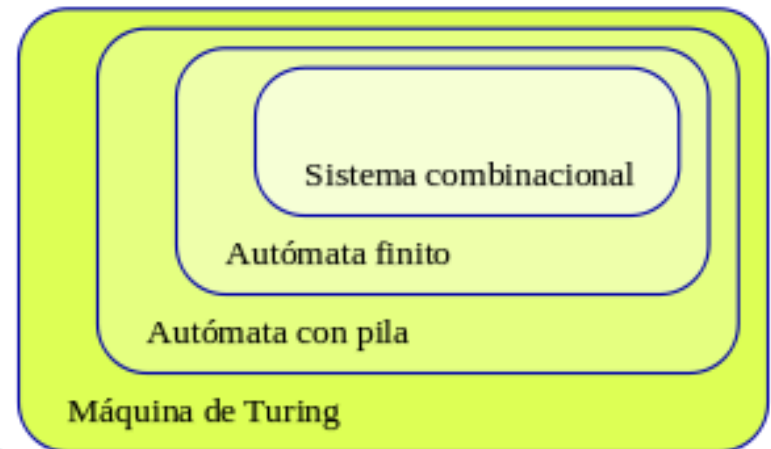 Sistema combinacional
Autómata finito
Autómata con pila
Máquina de Turing